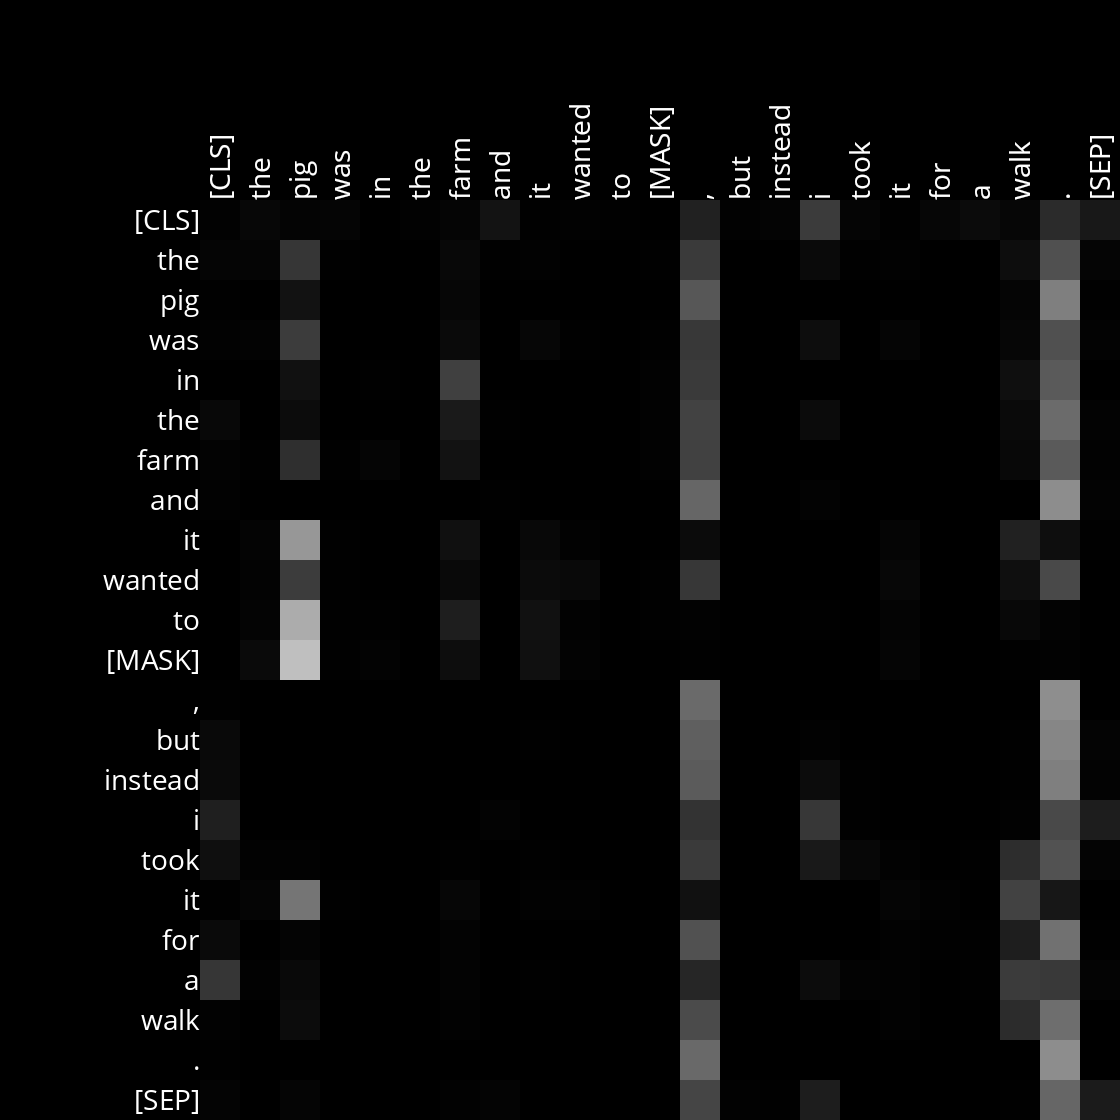 [CLS] the pig was in the farm and it wanted to [MASK] , but instead i took it for a walk . [SEP]
[CLS]
the
pig
was
in
the
farm
and
it
wanted
to
[MASK]
,
but
instead
i
took
it
for
a
walk
.
[SEP]